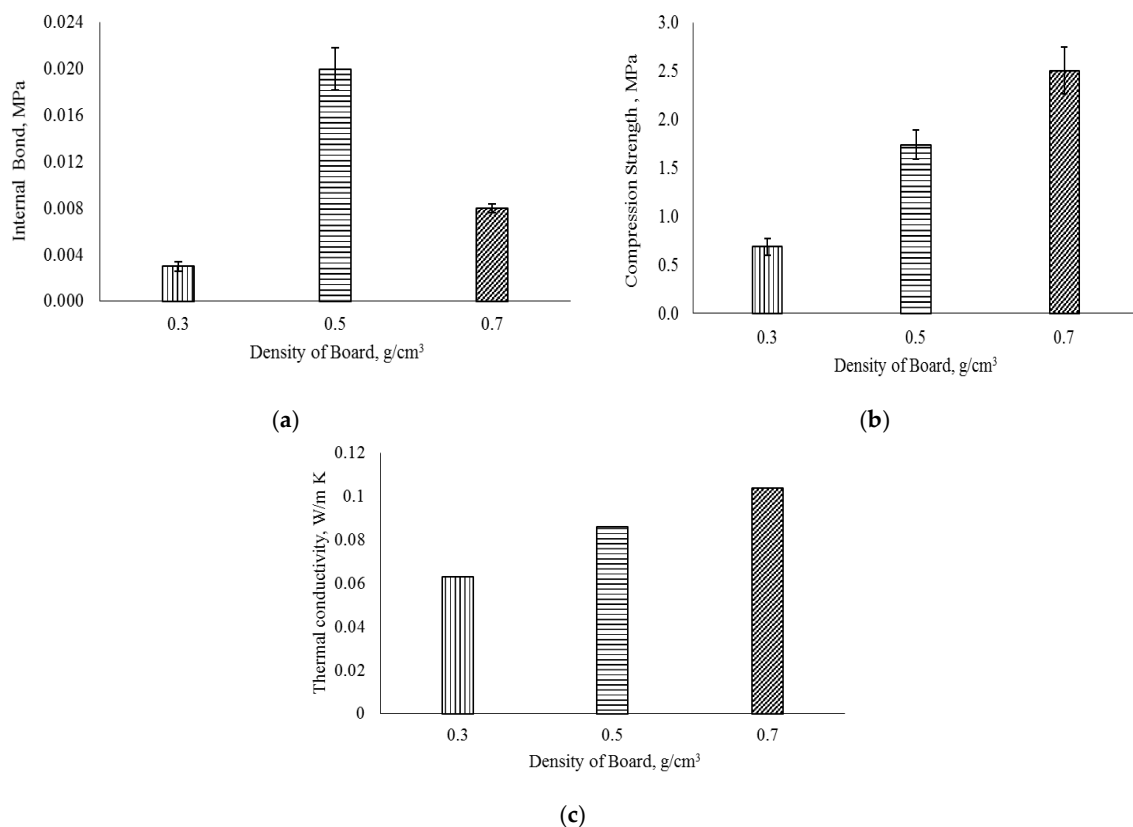 Internal Bond, MPa
0.024
0.020
0.016
0.012
0.008
0.004
0.000
0.3 0.5 0.7
Density of Board, g/cm³
(a)
Compression Strength , MPa
3.0
2.5
2.0
1.5
1.0
0.5
0.0
0.3 0.5 0.7
Density of Board, g/cm³
(b)
Thermal conductivity, W/m K
0.12
0.1
0.08
0.06
0.04
0.02
0
0.3 0.5 0.7
Density of Board, g/cm³
(c)